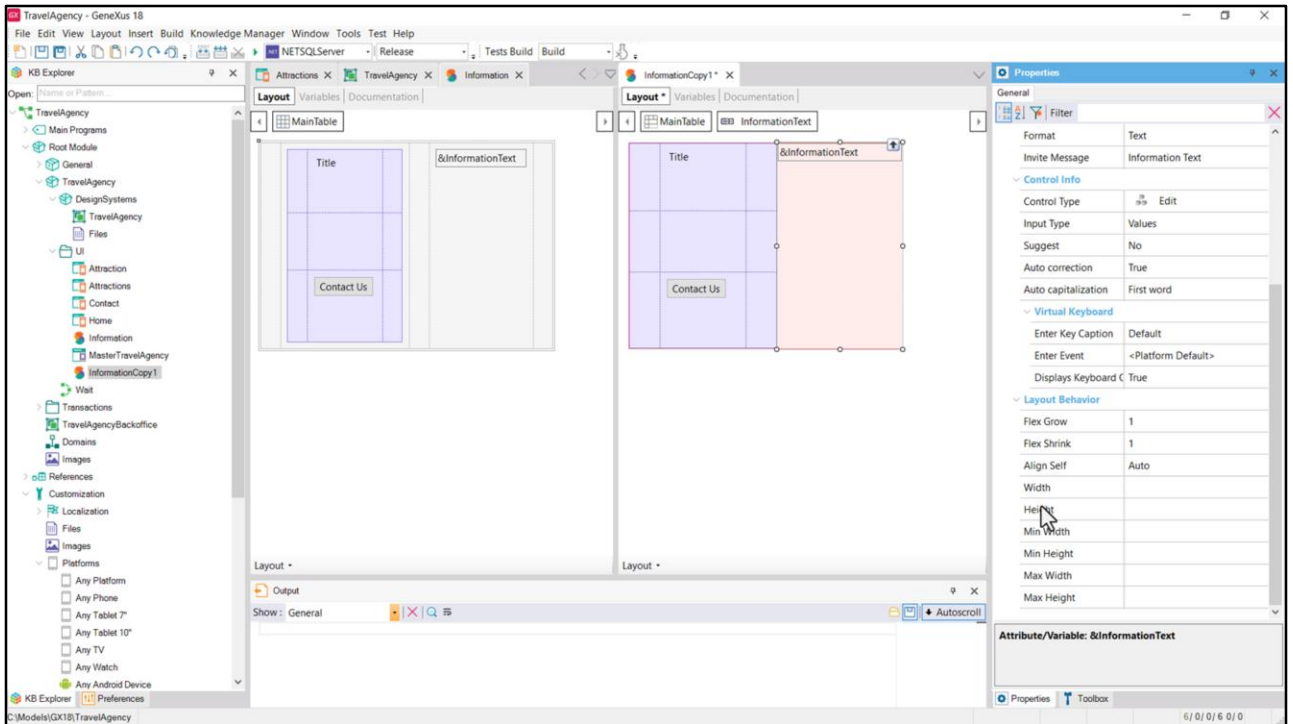 GX TravelAgency - GeneXus 18
File Edit View Layout Insert Build Knowledge Manager Window Tools Test Help
NETSQLServer Release Tests Build Build
KB Explorer
Open: Name or Pattern...
TravelAgency
Main Programs
Root Module
General
TravelAgency
DesignSystems
TravelAgency
Files
UI
Attraction
Attractions
Contact
Home
Information
MasterTravelAgency
InformationCopy1
Wait
Transactions
TravelAgencyBackoffice
Domains
Images
References
Customization
Localization
Files
Images
Platforms
Any Platform
Any Phone
Any Tablet 7"
Any Tablet 10"
Any TV
Any Watch
Any Android Device
KB Explorer Preferences
Attractions TravelAgency Information
Layout Variables Documentation
MainTable
Title &InformationText
Contact Us
Layout
InformationCopy1*
Layout * Variables Documentation
MainTable InformationText
Title &InformationText
Contact Us
Layout
Output
Show: General Autoscroll
Properties
General
Filter
Format Text
Invite Message Information Text
Control Info
Control Type Edit
Input Type Values
Suggest No
Auto correction True
Auto capitalization First word
Virtual Keyboard
Enter Key Caption Default
Enter Event <Platform Default>
Displays Keyboard C True
Layout Behavior
Flex Grow 1
Flex Shrink 1
Align Self Auto
Width
Height
Min Width
Min Height
Max Width
Max Height
Attribute/Variable: &InformationText
Properties Toolbox
C:\Models\GX18\TravelAgency 6/ 0/ 0/ 6 0/ 0